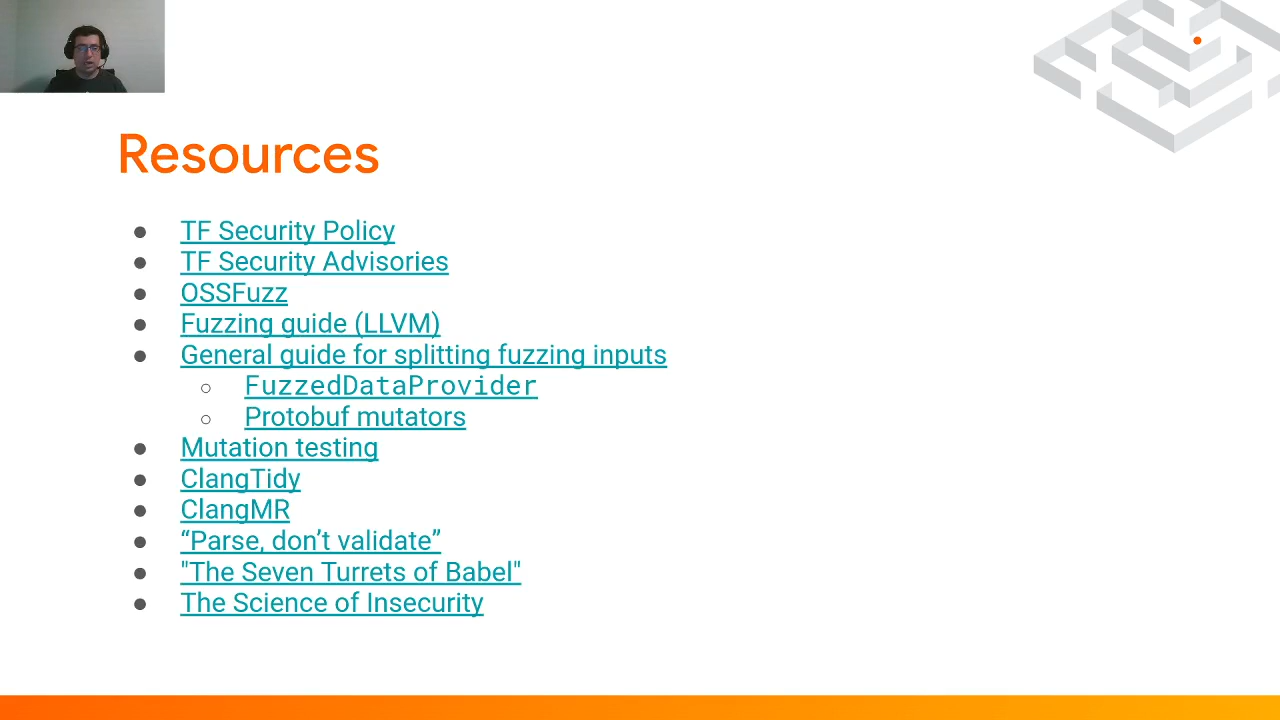 Resources
TF Security Policy
TF Security Advisories
OSSFuzz
Fuzzing guide (LLVM)
General guide for splitting fuzzing inputs
FuzzedDataProvider
Protobuf mutators
Mutation testing
ClangTidy
ClangMR
“Parse, don’t validate”
"The Seven Turrets of Babel"
The Science of Insecurity